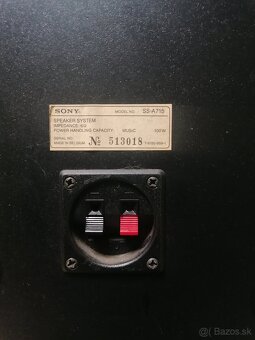 SONY MODEL NO. SS-A715
SPEAKER SYSTEM
IMPEDANCE 6Ω
POWER HANDLING CAPACITY MUSIC 100W
SERIAL NO.
MADE IN BELGIUM № 513018
© bazos.sk